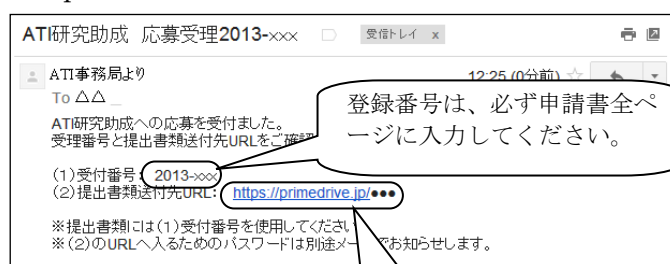 ATI研究助成 応募受理2013-××× 受信トレイ x
ATI事務局より 12:25 (0分前)
To △△
登録番号は、必ず申請書全ペ
ージに入力してください。
ATI研究助成への応募を受付ました。
受理番号と提出書類送付先URLをご確認
(1)受付番号: 2013-×××
(2)提出書類送付先URL: https://primedrive.jp/●●●
※提出書類には(1)受付番号を使用してください
※(2)のURLへ入るためのパスワードは別途メー でお知らせします。